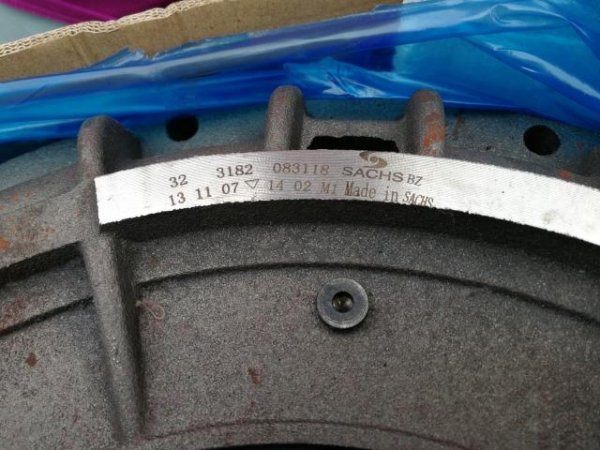 32 3182 083118 SACHS BZ
13 11 07 ▽ 14 02 M1 Made in SACHS